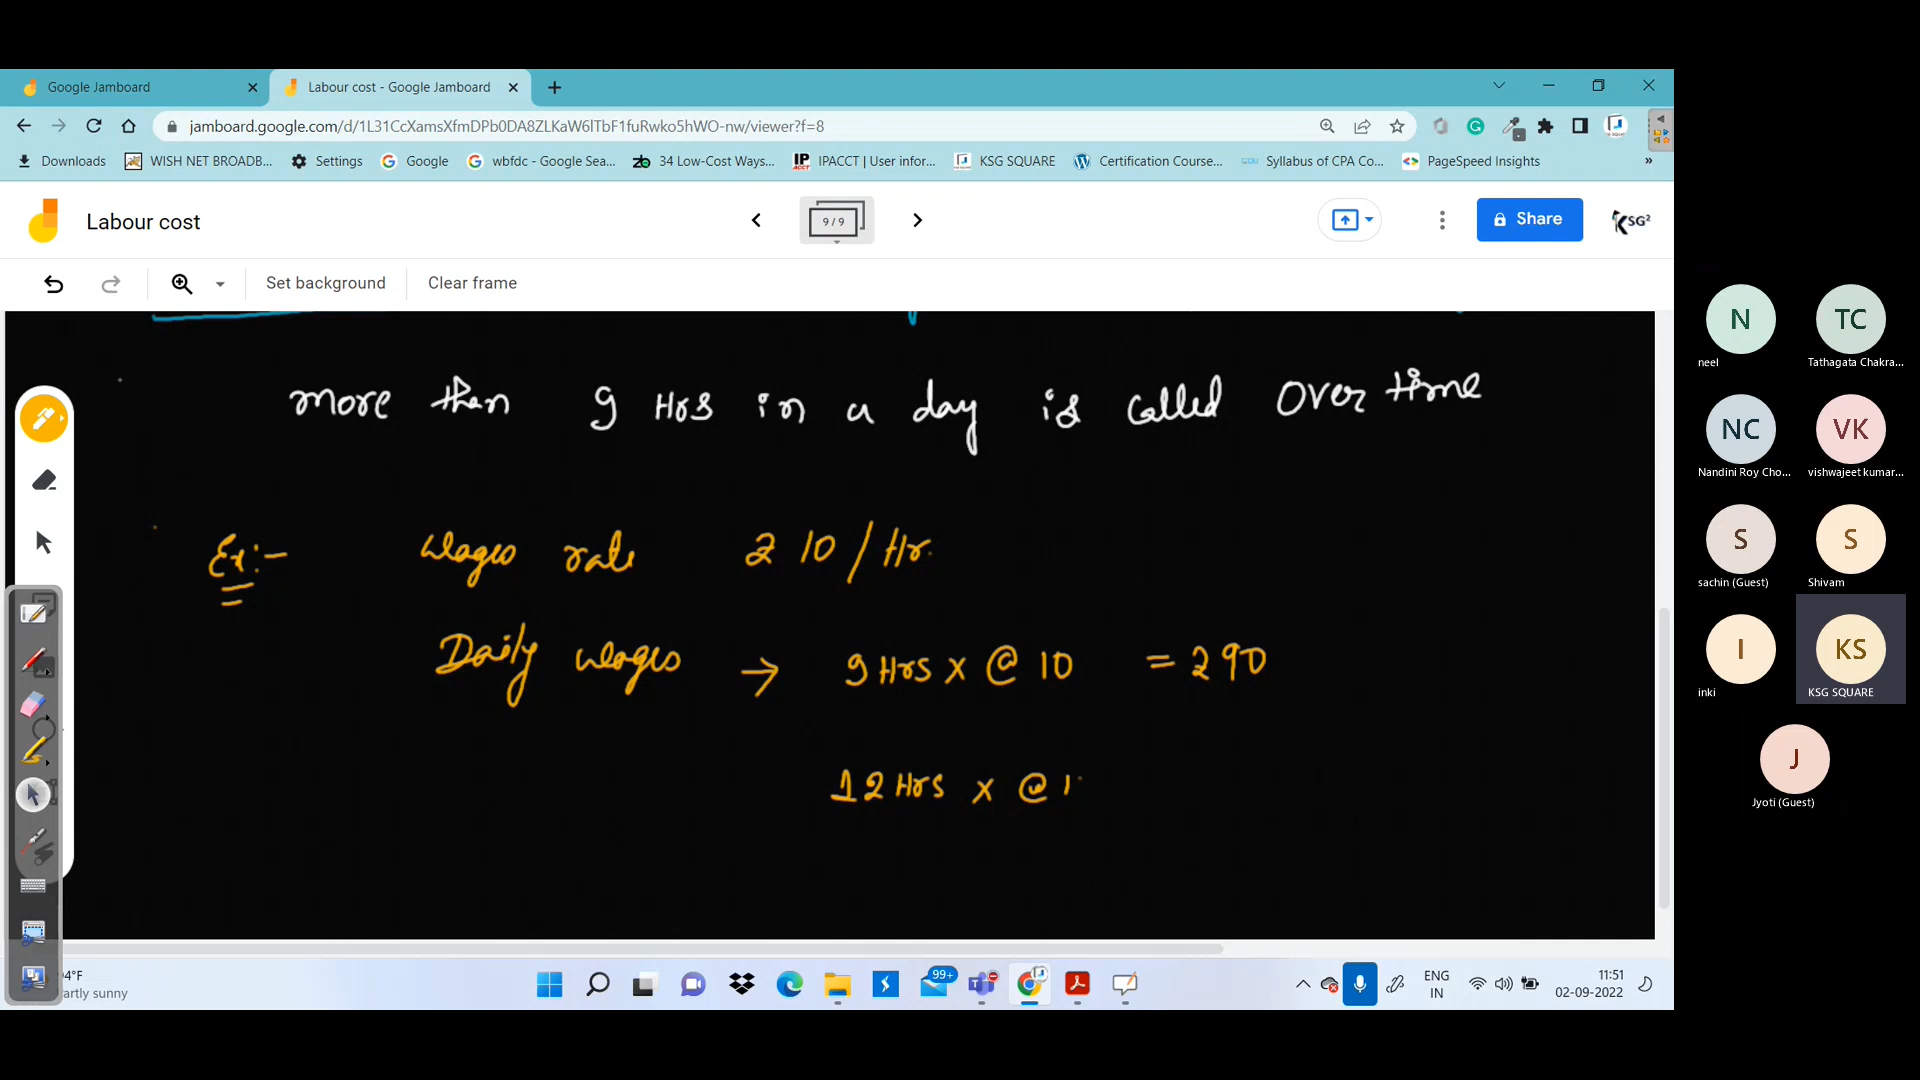 Google Jamboard
Labour cost - Google Jamboard
jamboard.google.com/d/1L31CcXamsXfmDPb0DA8ZLKaW6lTbF1fuRwko5hWO-nw/viewer?f=8
Downloads WISH NET BROADB... Settings Google wbfdc - Google Sea... 34 Low-Cost Ways... IPACCT | User infor... KSG SQUARE Certification Course... Syllabus of CPA Co... PageSpeed Insights »
Labour cost
9 / 9
Share
KSG²
Set background Clear frame
more then 9 Hrs in a day is called Over time
Ex:- Wages rate 2 10 / Hr.
Daily wages → 9 Hrs x @ 10 = 290
12 Hrs x @ 1
N TC
neel Tathagata Chakra...
NC VK
Nandini Roy Cho... vishwajeet kumar...
S S
sachin (Guest) Shivam
I KS
inki KSG SQUARE
J
Jyoti (Guest)
94°F
artly sunny
99+
ENG
IN
11:51
02-09-2022